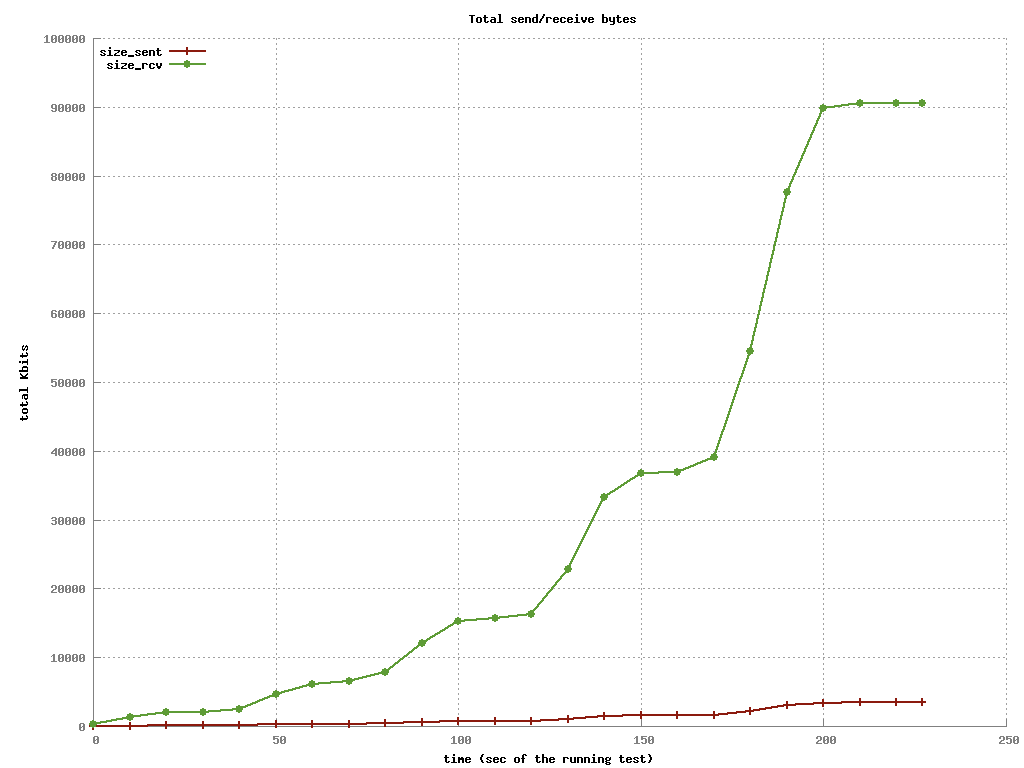 Total send/receive bytes
100000
size_sent
size_rcv
90000
80000
70000
60000
50000
40000
30000
20000
10000
0
total Kbits
0 50 100 150 200 250
time (sec of the running test)